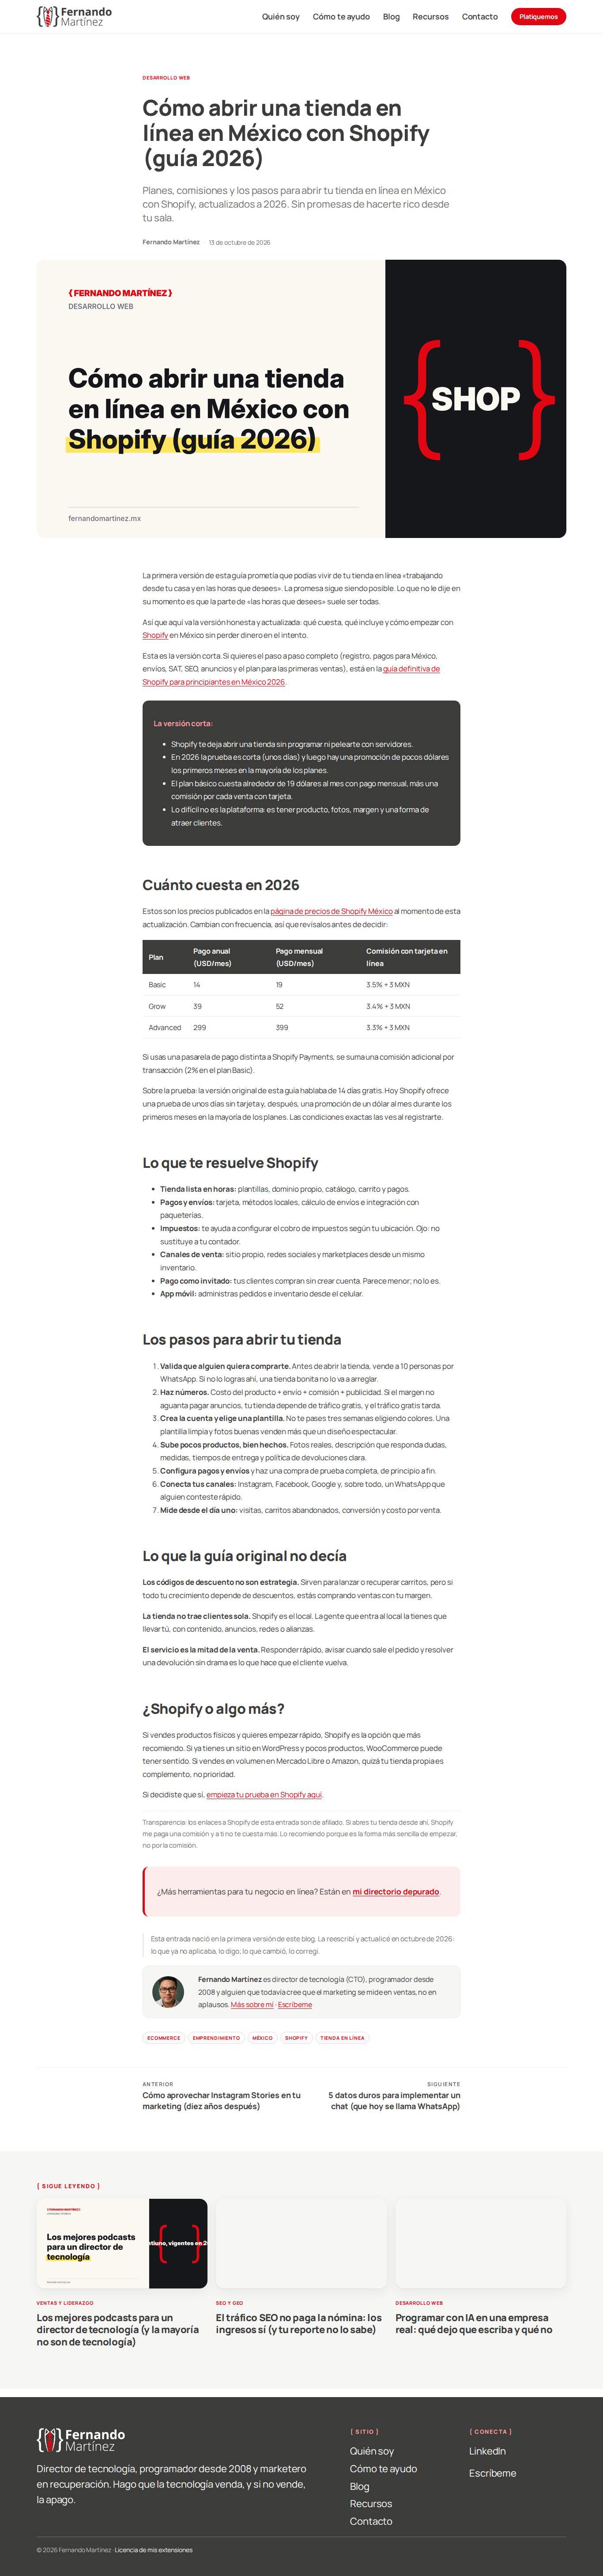 {M} Fernando Martínez
Quién soy Cómo te ayudo Blog Recursos Contacto Platiquemos
DESARROLLO WEB
Cómo abrir una tienda en
línea en México con Shopify
(guía 2026)
Planes, comisiones y los pasos para abrir tu tienda en línea en México
con Shopify, actualizados a 2026. Sin promesas de hacerte rico desde
tu sala.
Fernando Martínez 13 de octubre de 2026
{ FERNANDO MARTÍNEZ }
DESARROLLO WEB
Cómo abrir una tienda
en línea en México con
Shopify (guía 2026)
fernandomartinez.mx
{SHOP}
La primera versión de esta guía prometía que podías vivir de tu tienda en línea «trabajando
desde tu casa y en las horas que desees». La promesa sigue siendo posible. Lo que no le dije en
su momento es que la parte de «las horas que desees» suele ser todas.
Así que aquí va la versión honesta y actualizada: qué cuesta, qué incluye y cómo empezar con
Shopify en México sin perder dinero en el intento.
Esta es la versión corta. Si quieres el paso a paso completo (registro, pagos para México,
envíos, SAT, SEO, anuncios y el plan para las primeras ventas), está en la guía definitiva de
Shopify para principiantes en México 2026.
La versión corta:
• Shopify te deja abrir una tienda sin programar ni pelearte con servidores.
• En 2026 la prueba es corta (unos días) y luego hay una promoción de pocos dólares
los primeros meses en la mayoría de los planes.
• El plan básico cuesta alrededor de 19 dólares al mes con pago mensual, más una
comisión por cada venta con tarjeta.
• Lo difícil no es la plataforma: es tener producto, fotos, margen y una forma de
atraer clientes.
Cuánto cuesta en 2026
Estos son los precios publicados en la página de precios de Shopify México al momento de esta
actualización. Cambian con frecuencia, así que revísalos antes de decidir:
Plan Pago anual (USD/mes) Pago mensual (USD/mes) Comisión con tarjeta en línea
Basic 14 19 3.5% + 3 MXN
Grow 39 52 3.4% + 3 MXN
Advanced 299 399 3.3% + 3 MXN
Si usas una pasarela de pago distinta a Shopify Payments, se suma una comisión adicional por
transacción (2% en el plan Basic).
Sobre la prueba: la versión original de esta guía hablaba de 14 días gratis. Hoy Shopify ofrece
una prueba de unos días sin tarjeta y, después, una promoción de un dólar al mes durante los
primeros meses en la mayoría de los planes. Las condiciones exactas las ves al registrarte.
Lo que te resuelve Shopify
• Tienda lista en horas: plantillas, dominio propio, catálogo, carrito y pagos.
• Pagos y envíos: tarjeta, métodos locales, cálculo de envíos e integración con
paqueterías.
• Impuestos: te ayuda a configurar el cobro de impuestos según tu ubicación. Ojo: no
sustituye a tu contador.
• Canales de venta: sitio propio, redes sociales y marketplaces desde un mismo
inventario.
• Pago como invitado: tus clientes compran sin crear cuenta. Parece menor; no lo es.
• App móvil: administras pedidos e inventario desde el celular.
Los pasos para abrir tu tienda
1. Valida que alguien quiera comprarte. Antes de abrir la tienda, vende a 10 personas por
WhatsApp. Si no lo logras ahí, una tienda bonita no lo va a arreglar.
2. Haz números. Costo del producto + envío + comisión + publicidad. Si el margen no
aguanta pagar anuncios, tu tienda depende de tráfico gratis, y el tráfico gratis tarda.
3. Crea la cuenta y elige una plantilla. No te pases tres semanas eligiendo colores. Una
plantilla limpia y fotos buenas venden más que un diseño espectacular.
4. Sube pocos productos, bien hechos. Fotos reales, descripción que responda dudas,
medidas, tiempos de entrega y política de devoluciones clara.
5. Configura pagos y envíos y haz una compra de prueba completa, de principio a fin.
6. Conecta tus canales: Instagram, Facebook, Google y, sobre todo, un WhatsApp que
alguien conteste rápido.
7. Mide desde el día uno: visitas, carritos abandonados, conversión y costo por venta.
Lo que la guía original no decía
Los códigos de descuento no son estrategia. Sirven para lanzar o recuperar carritos, pero si
todo tu crecimiento depende de descuentos, estás comprando ventas con tu margen.
La tienda no trae clientes sola. Shopify es el local. La gente que entra al local la tienes que
llevar tú, con contenido, anuncios, redes o alianzas.
El servicio es la mitad de la venta. Responder rápido, avisar cuando sale el pedido y resolver
una devolución sin drama es lo que hace que el cliente vuelva.
¿Shopify o algo más?
Si vendes productos físicos y quieres empezar rápido, Shopify es la opción que más
recomiendo. Si ya tienes un sitio en WordPress y pocos productos, WooCommerce puede
tener sentido. Si vendes en volumen en Mercado Libre o Amazon, quizá tu tienda propia es
complemento, no prioridad.
Si decidiste que sí, empieza tu prueba en Shopify aquí.
Transparencia: los enlaces a Shopify de esta entrada son de afiliado. Si abres tu tienda desde ahí, Shopify
me paga una comisión y a ti no te cuesta más. Lo recomiendo porque es la forma más sencilla de empezar,
no por la comisión.
¿Más herramientas para tu negocio en línea? Están en mi directorio depurado.
Esta entrada nació en la primera versión de este blog. La reescribí y actualicé en octubre de 2026:
lo que ya no aplicaba, lo digo; lo que cambió, lo corregí.
Fernando Martínez es director de tecnología (CTO), programador desde
2008 y alguien que todavía cree que el marketing se mide en ventas, no en
aplausos. Más sobre mí · Escríbeme
ECOMMERCE EMPRENDIMIENTO MÉXICO SHOPIFY TIENDA EN LÍNEA
ANTERIOR
Cómo aprovechar Instagram Stories en tu
marketing (diez años después)
SIGUIENTE
5 datos duros para implementar un
chat (que hoy se llama WhatsApp)
{ SIGUE LEYENDO }
Los mejores podcasts
para un director de
tecnología
VENTAS Y LIDERAZGO
Los mejores podcasts para un
director de tecnología (y la mayoría
no son de tecnología)
SEO Y GEO
El tráfico SEO no paga la nómina: los
ingresos sí (y tu reporte no lo sabe)
DESARROLLO WEB
Programar con IA en una empresa
real: qué dejo que escriba y qué no
{M} Fernando Martínez
Director de tecnología, programador desde 2008 y marketero
en recuperación. Hago que la tecnología venda, y si no vende,
la apago.
{ SITIO }
Quién soy
Cómo te ayudo
Blog
Recursos
Contacto
{ CONECTA }
LinkedIn
Escríbeme
© 2026 Fernando Martínez · Licencia de mis extensiones